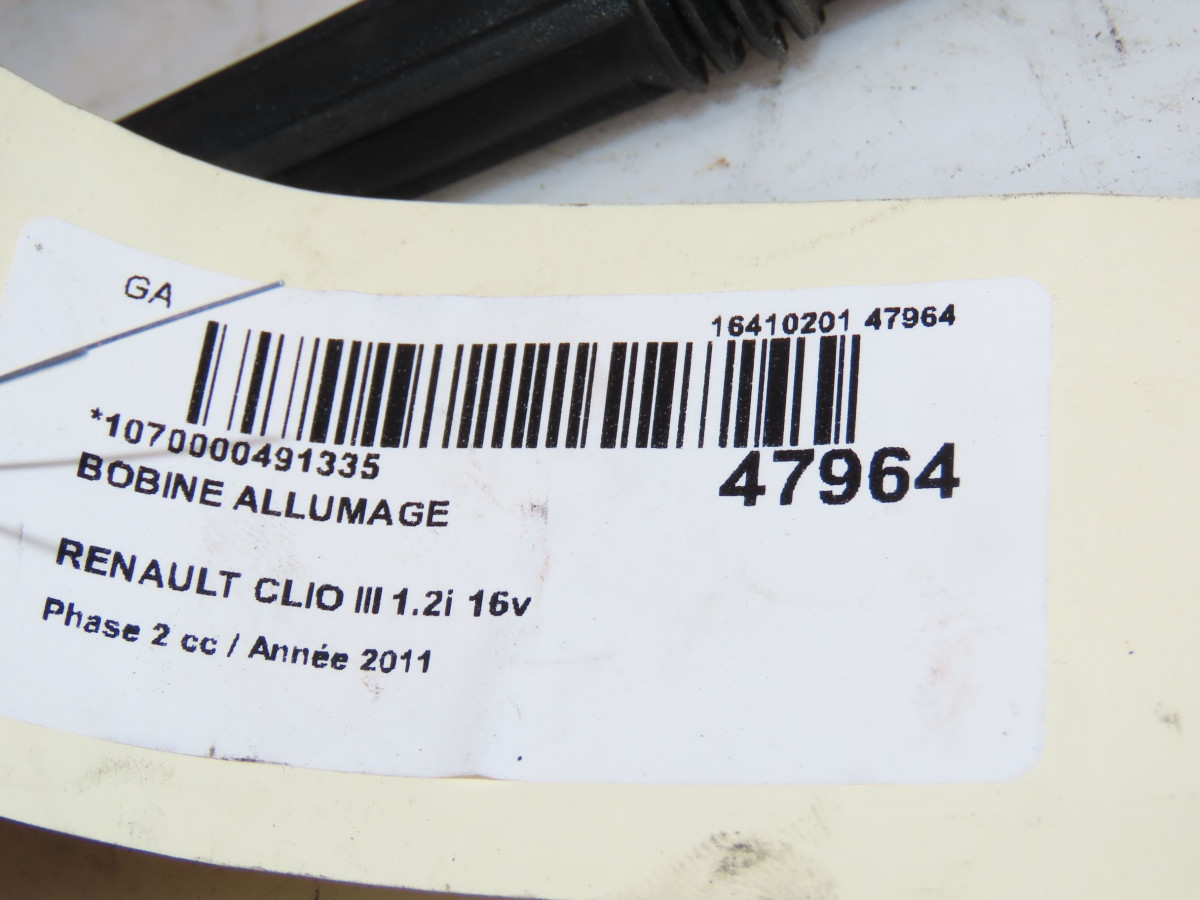 GA
16410201 47964
*1070000491335
47964
BOBINE ALLUMAGE
RENAULT CLIO III 1.2i 16v
Phase 2 cc / Année 2011